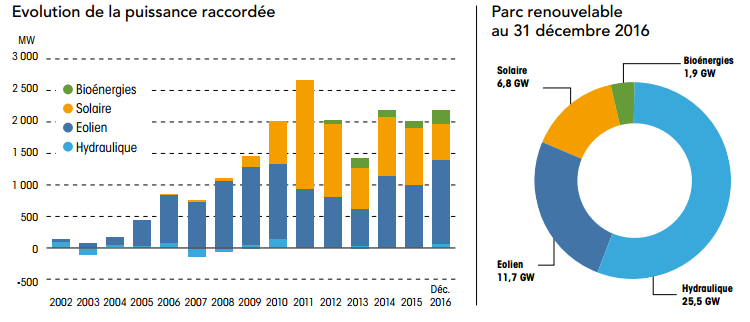 Evolution de la puissance raccordée
MW
3 000
2 500
2 000
1 500
1 000
500
0
-500
Bioénergies
Solaire
Eolien
Hydraulique
Déc.
2002 2003 2004 2005 2006 2007 2008 2009 2010 2011 2012 2013 2014 2015 2016
Parc renouvelable
au 31 décembre 2016
Bioénergies
1,9 GW
Solaire
6,8 GW
Eolien
11,7 GW
Hydraulique
25,5 GW